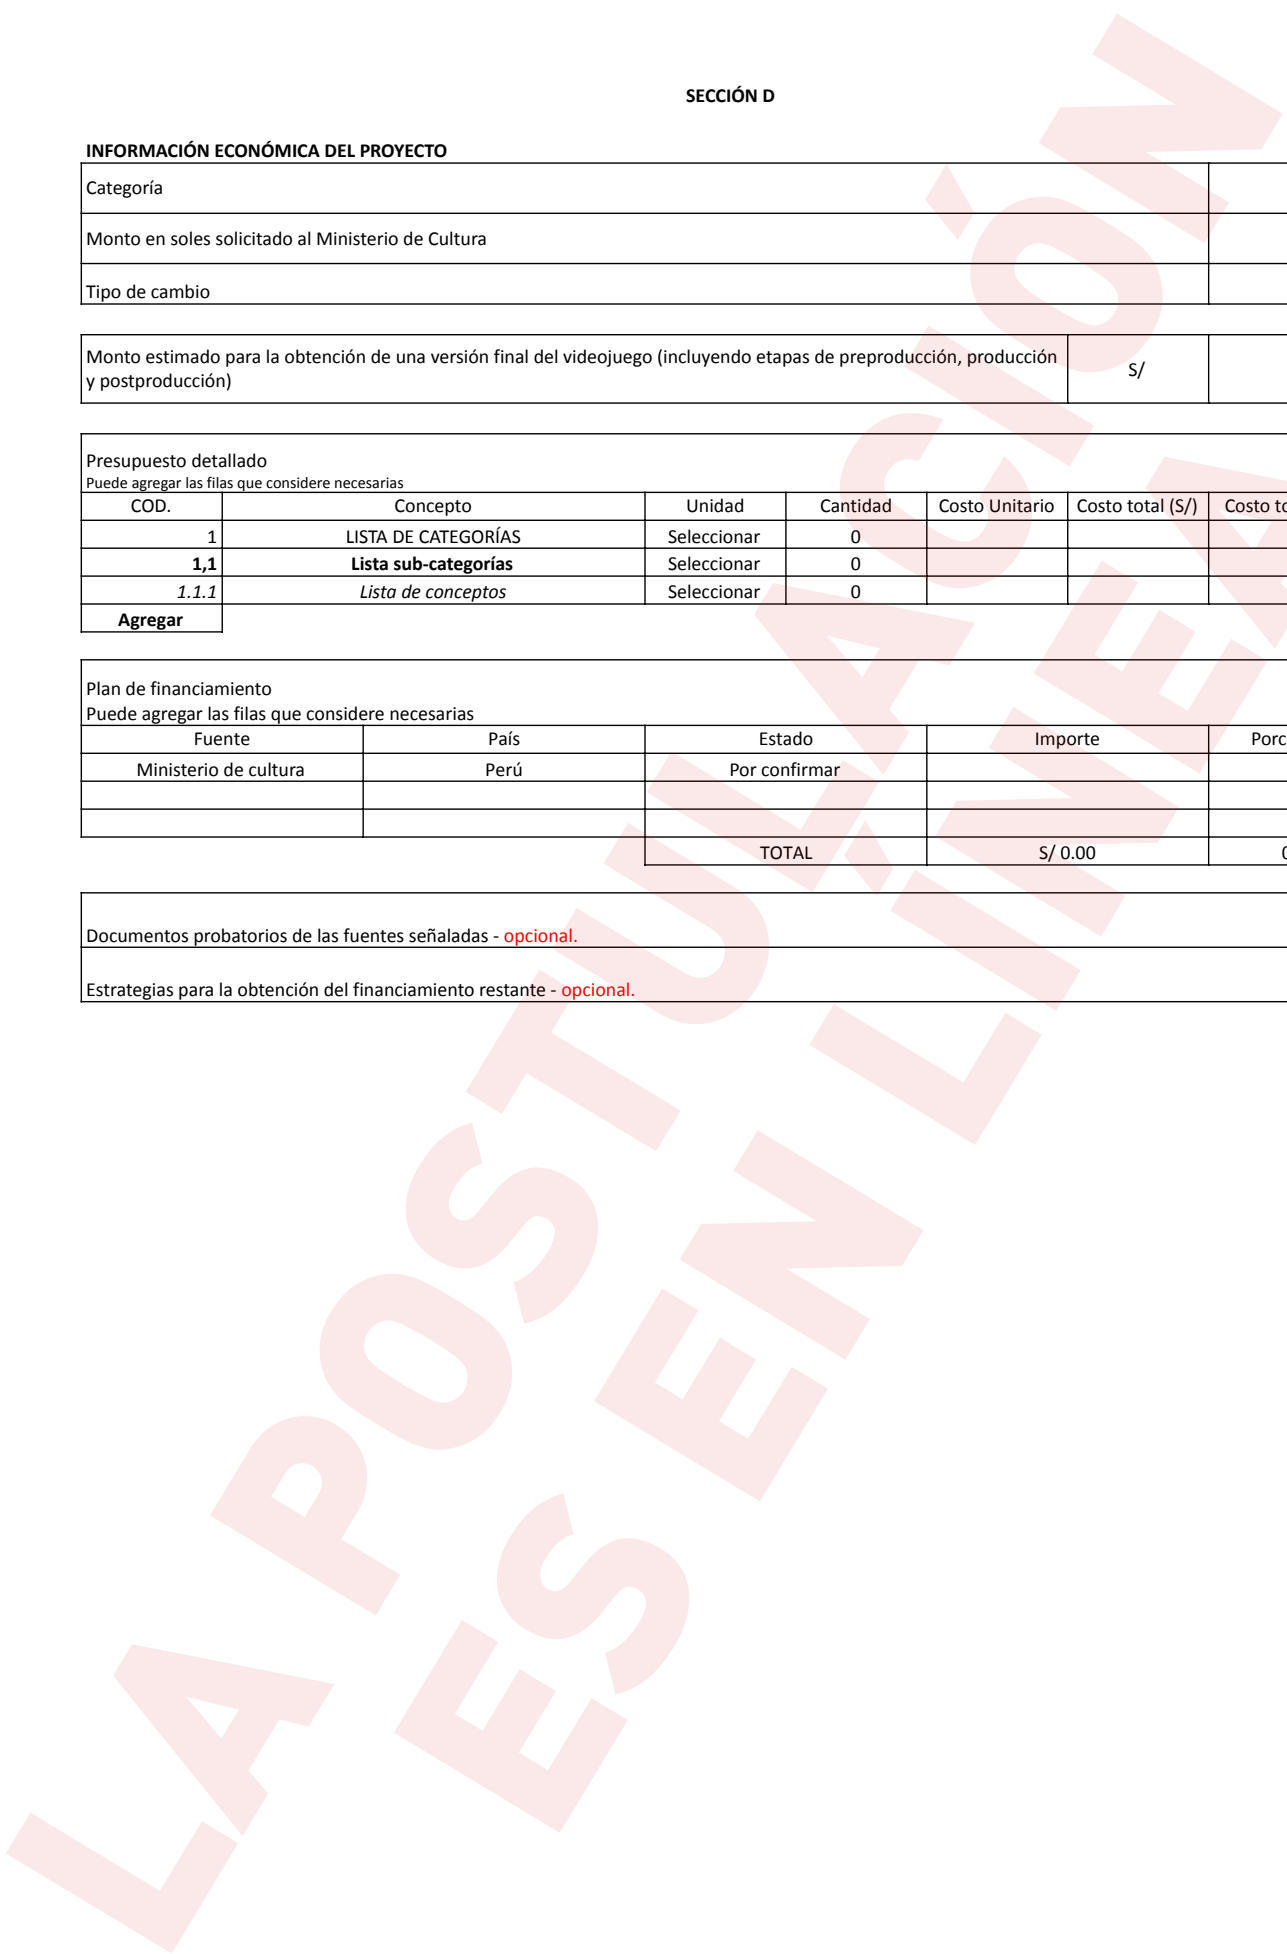 SECCIÓN D
INFORMACIÓN ECONÓMICA DEL PROYECTO
Categoría
Monto en soles solicitado al Ministerio de Cultura
Tipo de cambio
Monto estimado para la obtención de una versión final del videojuego (incluyendo etapas de preproducción, producción
y postproducción)
S/
Presupuesto detallado
Puede agregar las filas que considere necesarias
COD. Concepto Unidad Cantidad Costo Unitario Costo total (S/) Costo
1 LISTA DE CATEGORÍAS Seleccionar 0
1,1 Lista sub-categorías Seleccionar 0
1.1.1 Lista de conceptos Seleccionar 0
Agregar
Plan de financiamiento
Puede agregar las filas que considere necesarias
Fuente País Estado Importe
Ministerio de cultura Perú Por confirmar
TOTAL S/ 0.00
Documentos probatorios de las fuentes señaladas - opcional.
Estrategias para la obtención del financiamiento restante - opcional.
LA POSTULACIÓN
ES EN LÍNEA